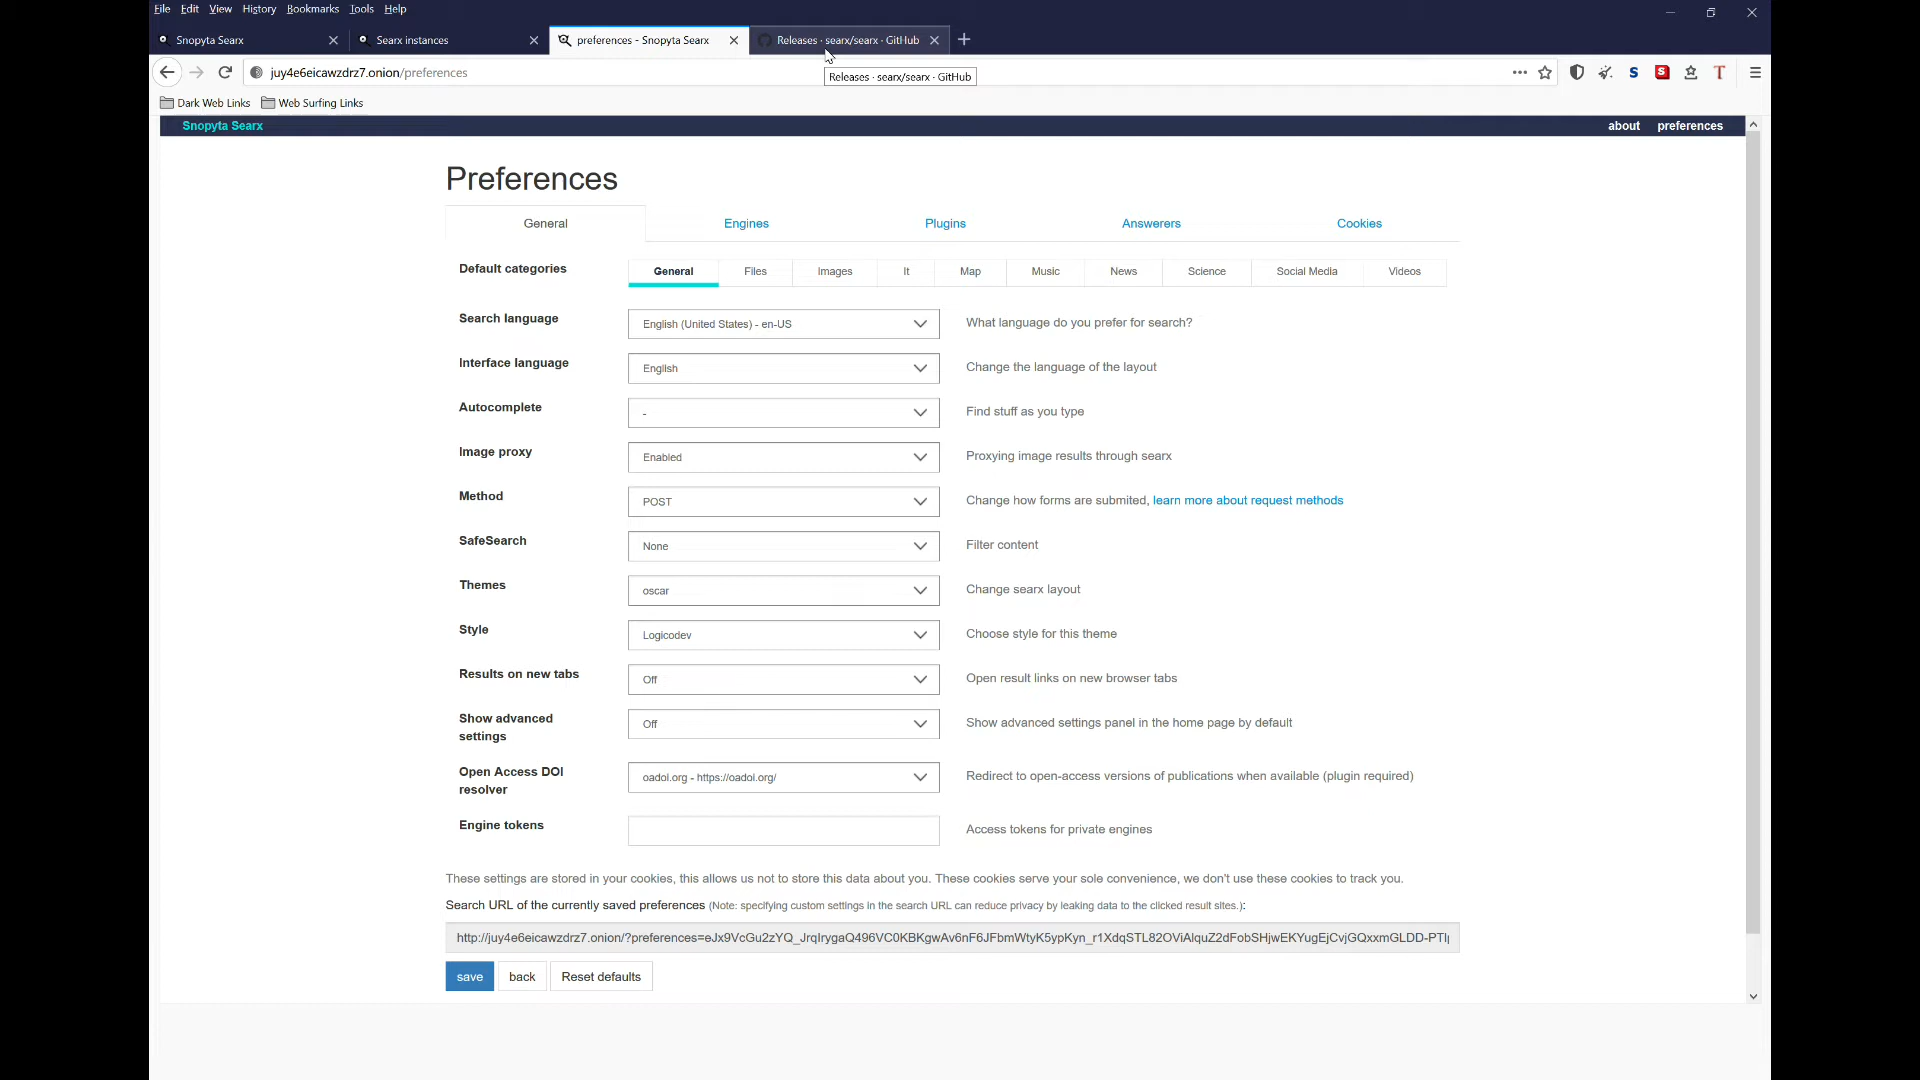 File Edit View History Bookmarks Tools Help
Snopyta Searx
Searx instances
preferences - Snopyta Searx
Releases · searx/searx · GitHub
juy4e6eicawzdrz7.onion/preferences
Releases · searx/searx · GitHub
Dark Web Links Web Surfing Links
Snopyta Searx about preferences
Preferences
General Engines Plugins Answerers Cookies
Default categories General Files Images It Map Music News Science Social Media Videos
Search language English (United States) - en-US What language do you prefer for search?
Interface language English Change the language of the layout
Autocomplete - Find stuff as you type
Image proxy Enabled Proxying image results through searx
Method POST Change how forms are submited, learn more about request methods
SafeSearch None Filter content
Themes oscar Change searx layout
Style Logicodev Choose style for this theme
Results on new tabs Off Open result links on new browser tabs
Show advanced settings Off Show advanced settings panel in the home page by default
Open Access DOI resolver oadoi.org - https://oadoi.org/ Redirect to open-access versions of publications when available (plugin required)
Engine tokens Access tokens for private engines
These settings are stored in your cookies, this allows us not to store this data about you. These cookies serve your sole convenience, we don't use these cookies to track you.
Search URL of the currently saved preferences (Note: specifying custom settings in the search URL can reduce privacy by leaking data to the clicked result sites.):
save back Reset defaults